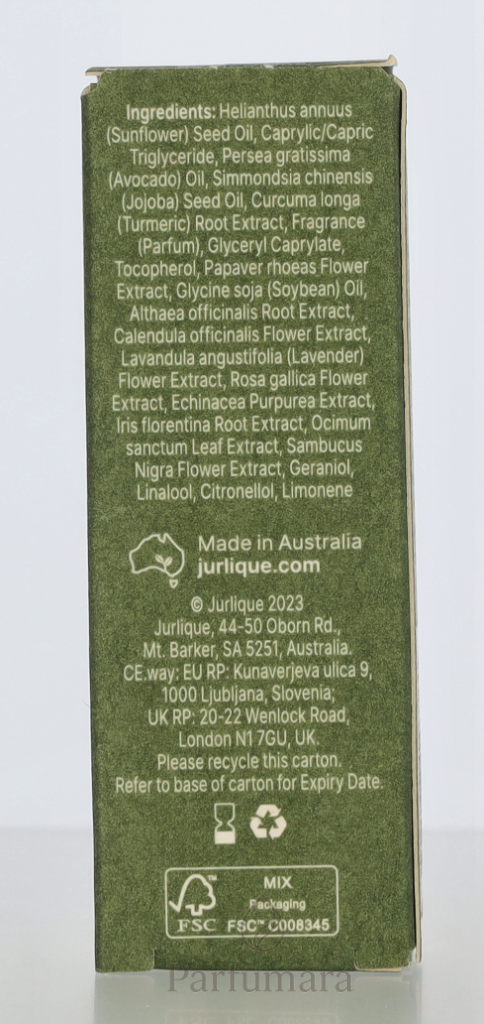 Ingredients: Helianthus annuus
(Sunflower) Seed Oil, Caprylic/Capric
Triglyceride, Persea gratissima
(Avocado) Oil, Simmondsia chinensis
(Jojoba) Seed Oil, Curcuma longa
(Turmeric) Root Extract, Fragrance
(Parfum), Glyceryl Caprylate,
Tocopherol, Papaver rhoeas Flower
Extract, Glycine soja (Soybean) Oil,
Althaea officinalis Root Extract,
Calendula officinalis Flower Extract,
Lavandula angustifolia (Lavender)
Flower Extract, Rosa gallica Flower
Extract, Echinacea Purpurea Extract,
Iris florentina Root Extract, Ocimum
sanctum Leaf Extract, Sambucus
Nigra Flower Extract, Geraniol,
Linalool, Citronellol, Limonene
Made in Australia
jurlique.com
© Jurlique 2023
Jurlique, 44-50 Oborn Rd.,
Mt. Barker, SA 5251, Australia.
CE.way: EU RP: Kunaverjeva ulica 9,
1000 Ljubljana, Slovenia;
UK RP: 20-22 Wenlock Road,
London N1 7GU, UK.
Please recycle this carton.
Refer to base of carton for Expiry Date.
MIX
Packaging
FSC™ C008345
FSC
Parfumara